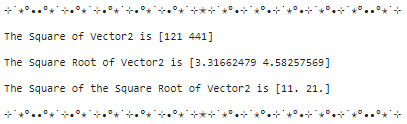 ⊹˙⋆°••°⋆˙⊹˙⋆°•⊹˙⋆°•⊹˙⋆°•⊹˙⋆°•⊹✭⊹˙⋆°•⊹˙⋆°•⊹˙⋆°•⊹˙⋆°•⊹˙⋆°••°⋆˙⊹
The Square of Vector2 is [121 441]
The Square Root of Vector2 is [3.31662479 4.58257569]
The Square of the Square Root of Vector2 is [11. 21.]
⊹˙⋆°••°⋆˙⊹˙⋆°•⊹˙⋆°•⊹˙⋆°•⊹˙⋆°•⊹✭⊹˙⋆°•⊹˙⋆°•⊹˙⋆°•⊹˙⋆°•⊹˙⋆°••°⋆˙⊹